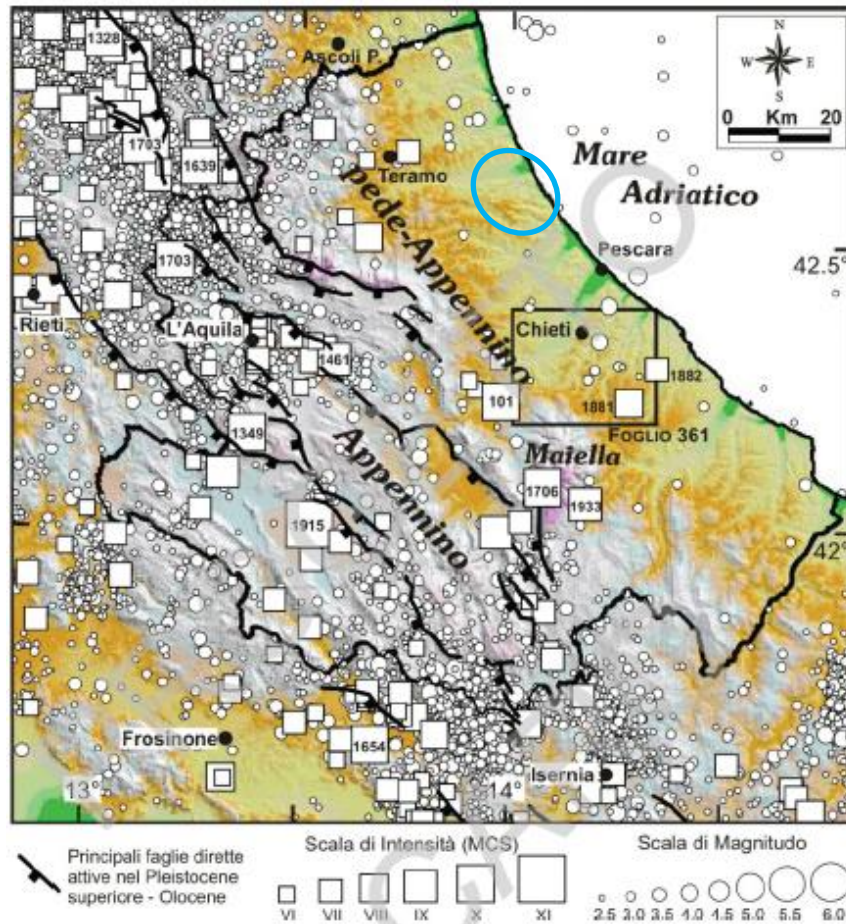 1328
Ascoli P.
N
W E
S
0 Km 20
1703
1639
Teramo
Mare
Adriatico
pede-Appennino
1703
Pescara
42.5°
Rieti
L'Aquila
Chieti
1461
101
1882
1881
FOGLIO 361
1349
Maiella
Appennino
1706
1933
1915
42°
Frosinone
1654
Isernia
13°
14°
Principali faglie dirette
attive nel Pleistocene
superiore - Olocene
Scala di Intensità (MCS)
VI VII VIII IX X XI
Scala di Magnitudo
2.5 3.0 3.5 4.0 4.5 5.0 5.5 6.0